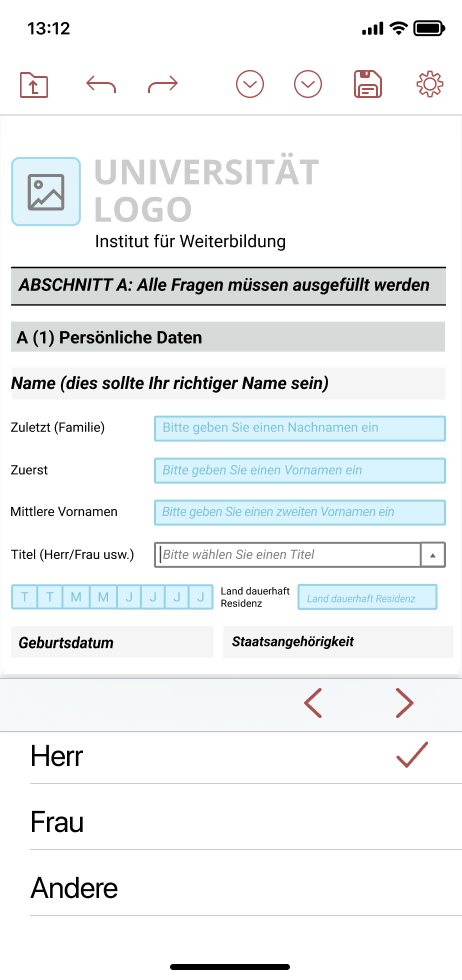 13:12
UNIVERSITÄT
LOGO
Institut für Weiterbildung
ABSCHNITT A: Alle Fragen müssen ausgefüllt werden
A (1) Persönliche Daten
Name (dies sollte Ihr richtiger Name sein)
Zuletzt (Familie) Bitte geben Sie einen Nachnamen ein
Zuerst Bitte geben Sie einen Vornamen ein
Mittlere Vornamen Bitte geben Sie einen zweiten Vornamen ein
Titel (Herr/Frau usw.) Bitte wählen Sie einen Titel
T T M M J J J J Land dauerhaft
Residenz Land dauerhaft Residenz
Geburtsdatum Staatsangehörigkeit
Herr
Frau
Andere